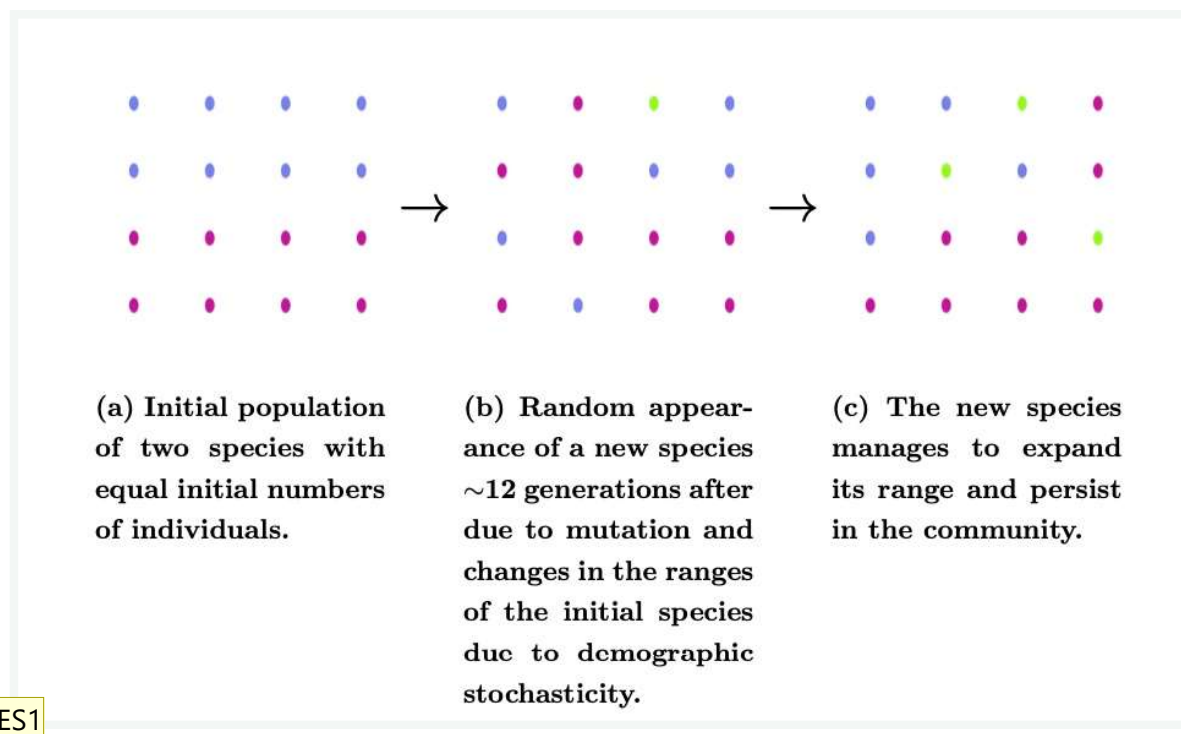 (a) Initial population
of two species with
equal initial numbers
of individuals.
(b) Random appear-
ance of a new species
~12 generations after
due to mutation and
changes in the ranges
of the initial species
due to demographic
stochasticity.
(c) The new species
manages to expand
its range and persist
in the community.
ES1